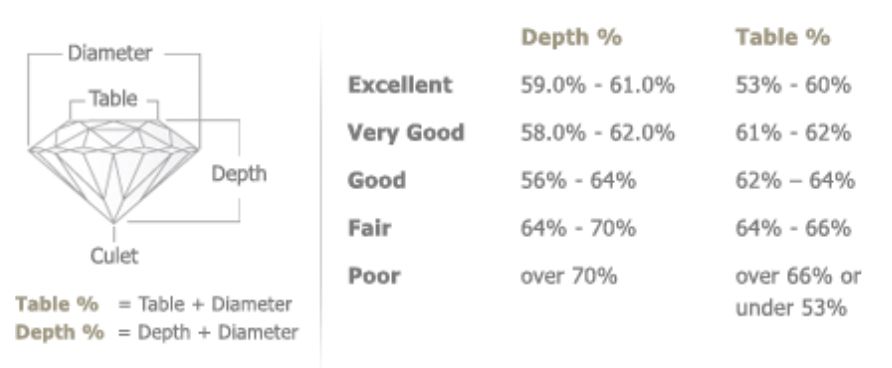 Diameter
Table
Depth
Culet
Table % = Table + Diameter
Depth % = Depth + Diameter
Depth % Table %
Excellent 59.0% - 61.0% 53% - 60%
Very Good 58.0% - 62.0% 61% - 62%
Good 56% - 64% 62% – 64%
Fair 64% - 70% 64% - 66%
Poor over 70% over 66% or
under 53%